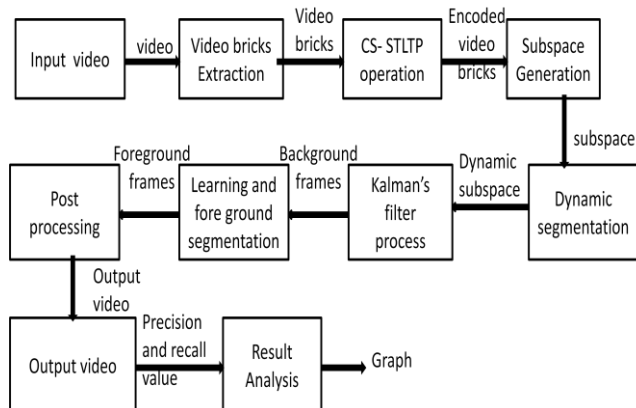 Input video
video
Video bricks
Extraction
Video
bricks
CS- STLTP
operation
Encoded
video
bricks
Subspace
Generation
subspace
Dynamic
segmentation
Dynamic
subspace
Kalman's
filter
process
Background
frames
Learning and
fore ground
segmentation
Foreground
frames
Post
processing
Output
video
Output video
Precision
and recall
value
Result
Analysis
Graph